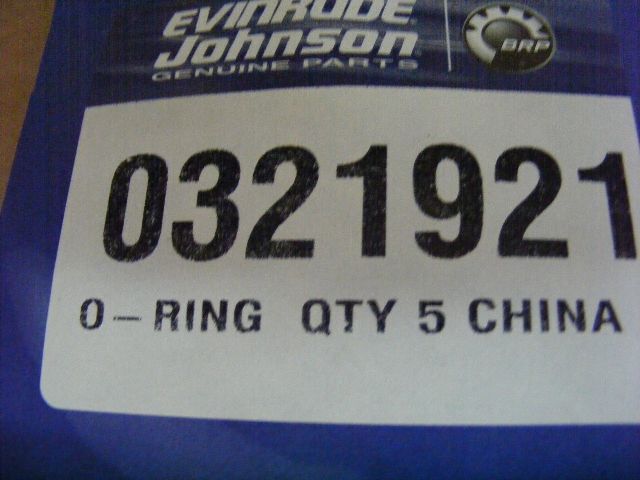 EVINRUDE
Johnson
GENUINE PARTS
BRP
0321921
O-RING QTY 5 CHINA